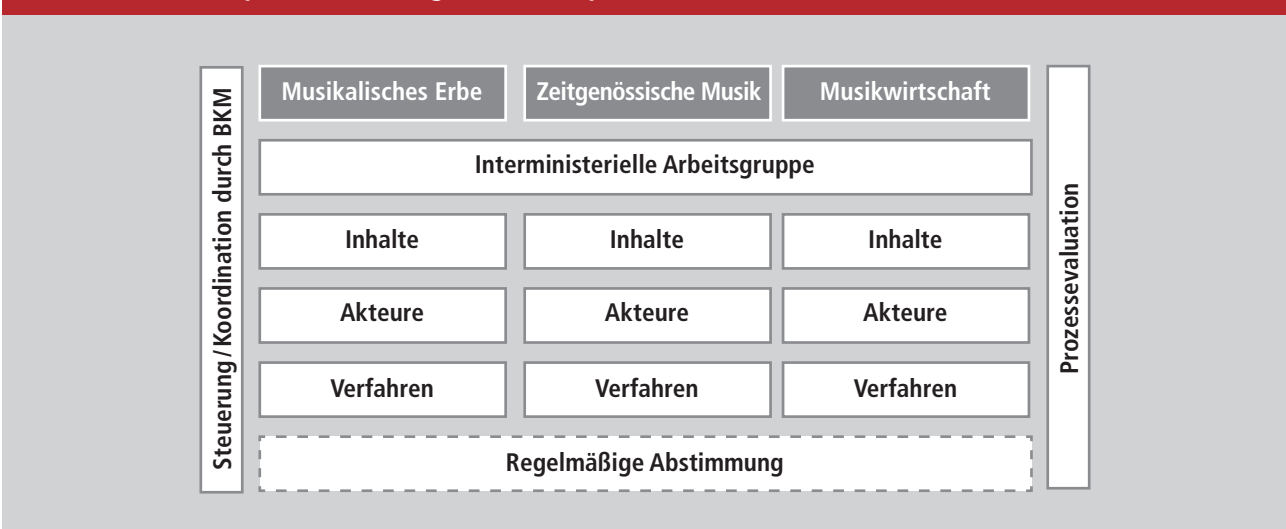 Steuerung/Koordination durch BKM
Musikalisches Erbe
Zeitgenössische Musik
Musikwirtschaft
Interministerielle Arbeitsgruppe
Inhalte
Inhalte
Inhalte
Akteure
Akteure
Akteure
Verfahren
Verfahren
Verfahren
Regelmäßige Abstimmung
Prozessevaluation